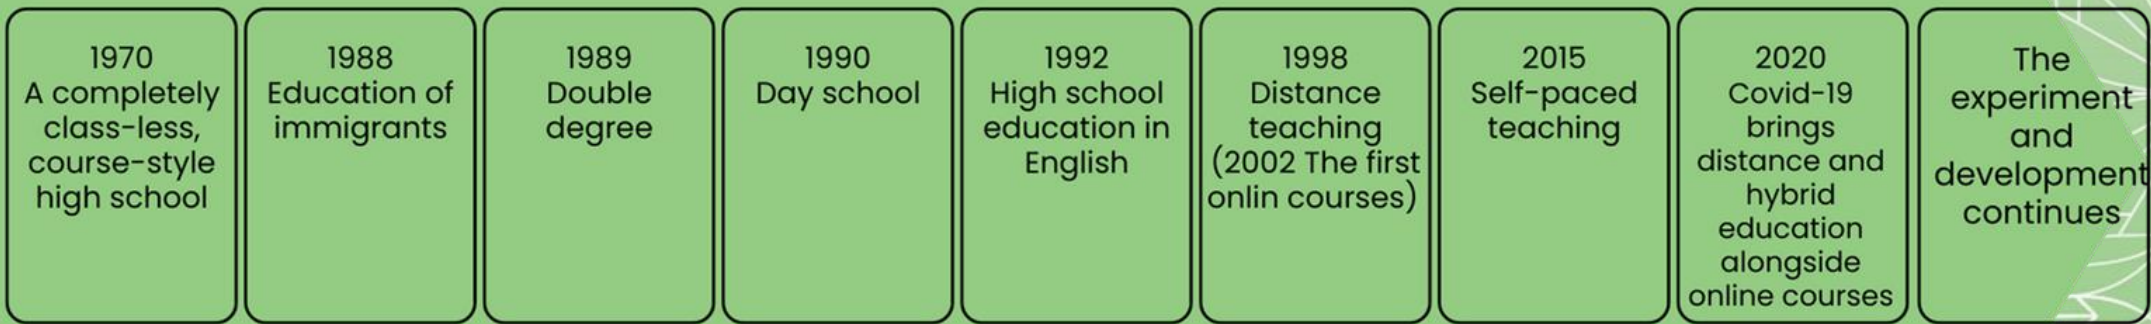 1970
A completely
class-less,
course-style
high school
1988
Education of
immigrants
1989
Double
degree
1990
Day school
1992
High school
education in
English
1998
Distance
teaching
(2002 The first
onlin courses)
2015
Self-paced
teaching
2020
Covid-19
brings
distance and
hybrid
education
alongside
online courses
The
experiment
and
development
continues